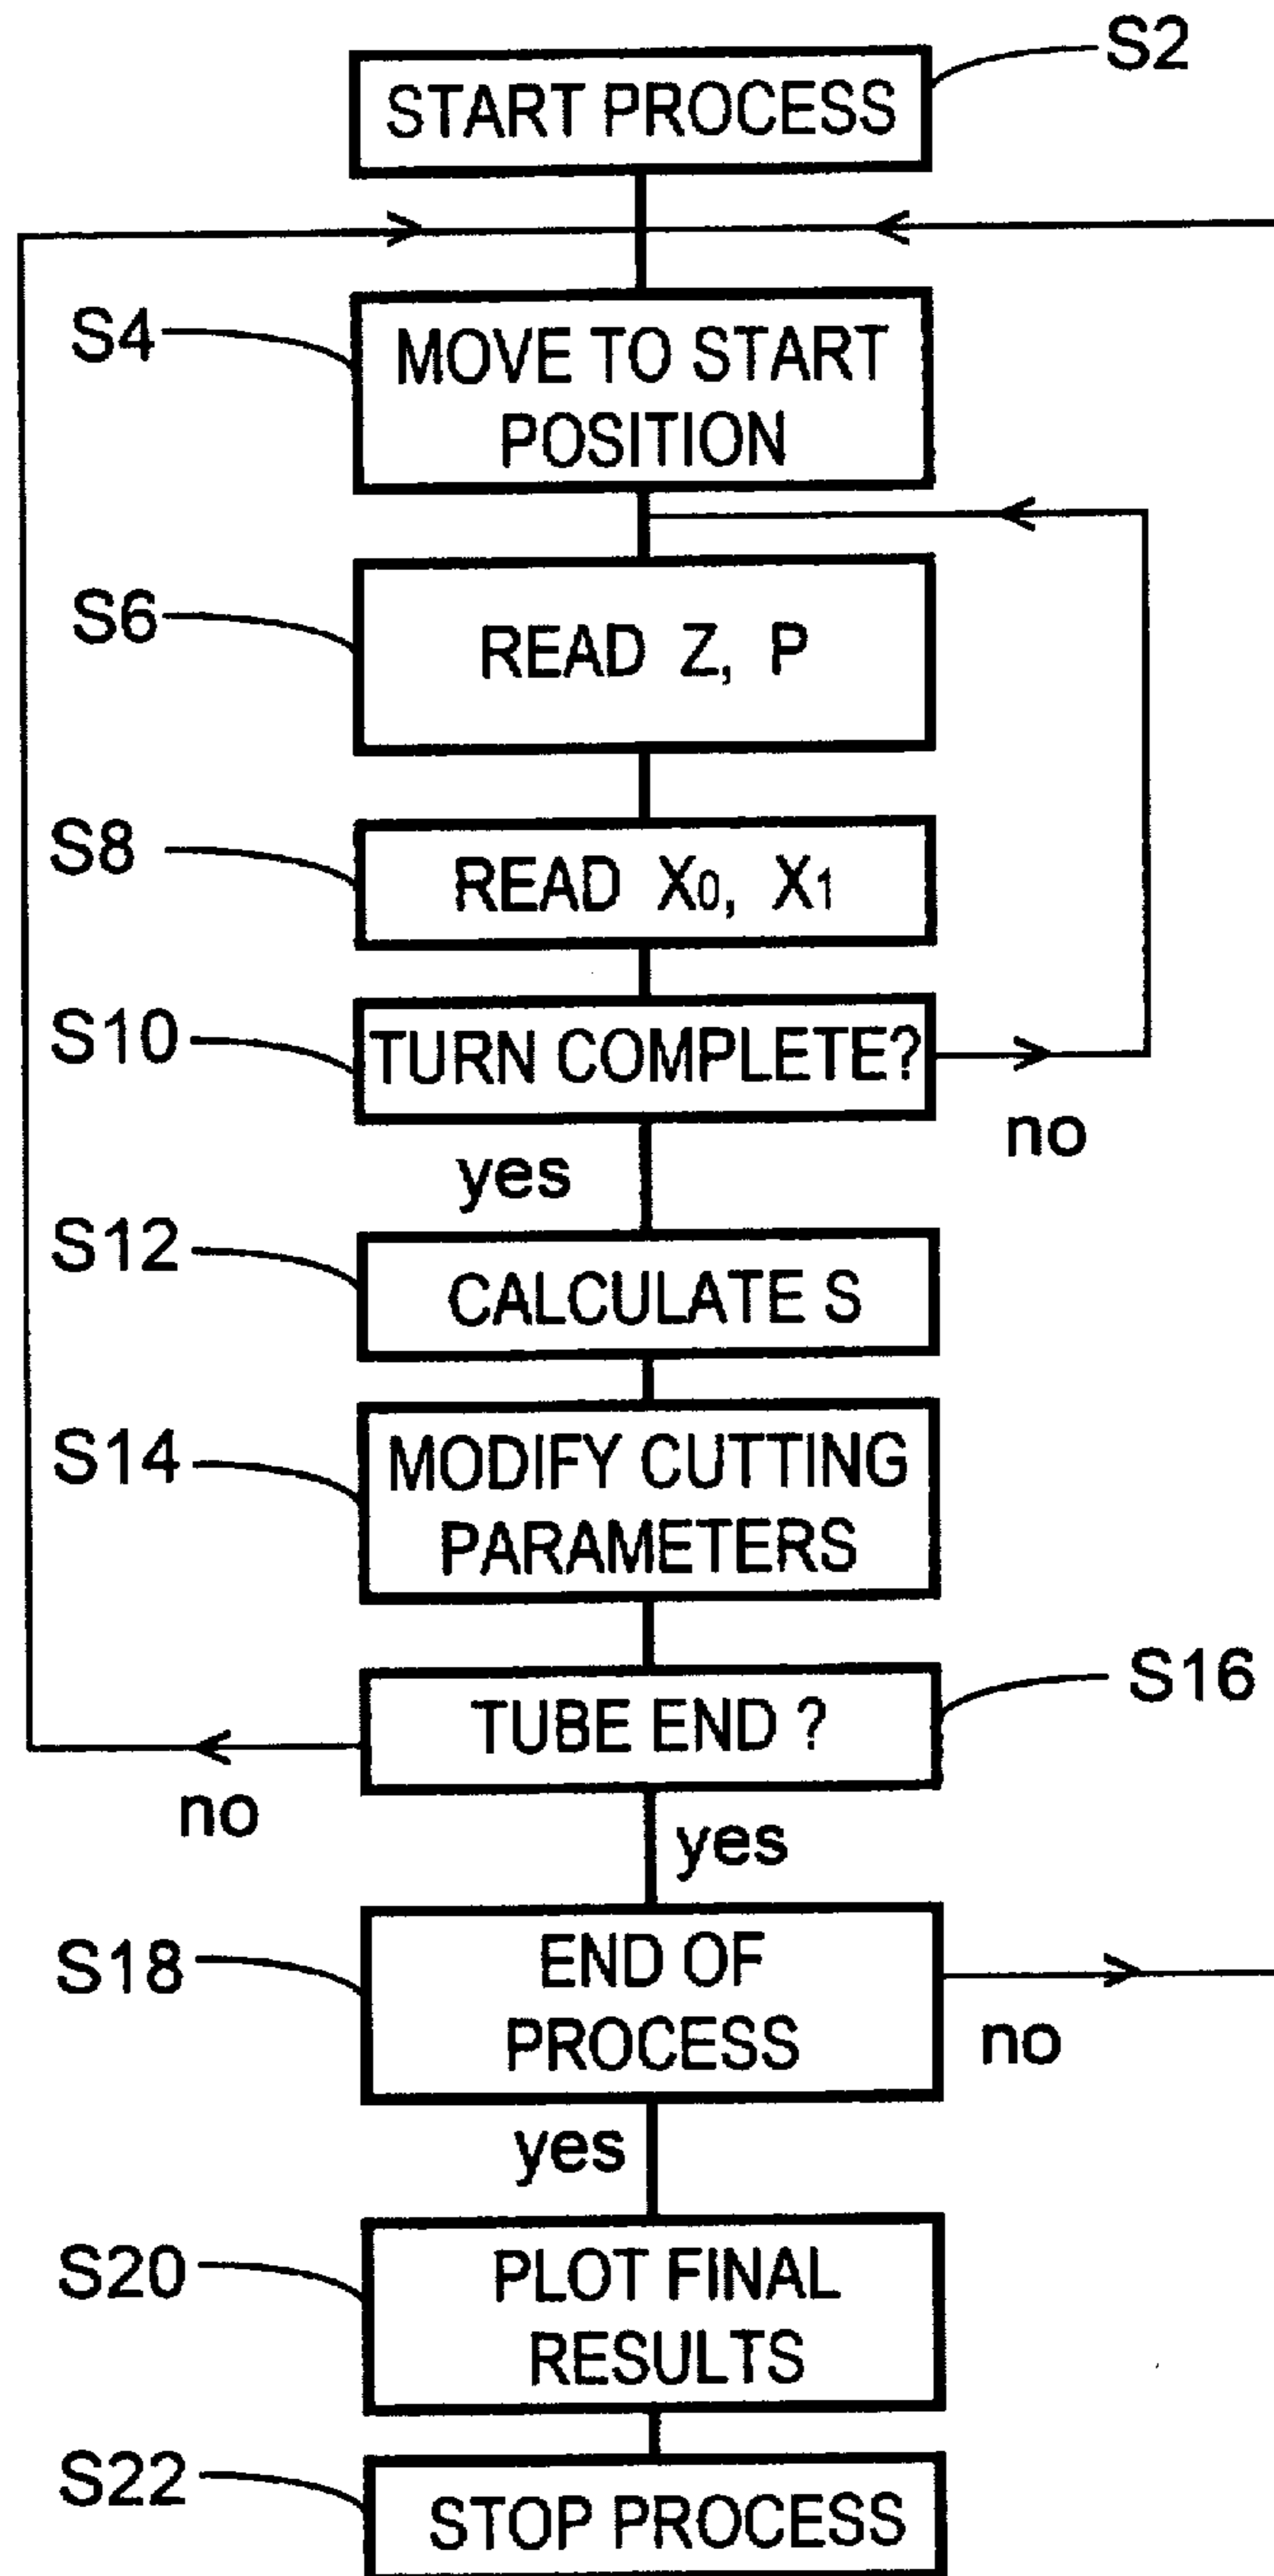 S2
START PROCESS
S4
MOVE TO START
POSITION
S6
READ Z, P
S8
READ X₀, X₁
S10
TURN COMPLETE?
no
yes
S12
CALCULATE S
S14
MODIFY CUTTING
PARAMETERS
S16
TUBE END ?
no
yes
S18
END OF
PROCESS
no
yes
S20
PLOT FINAL
RESULTS
S22
STOP PROCESS